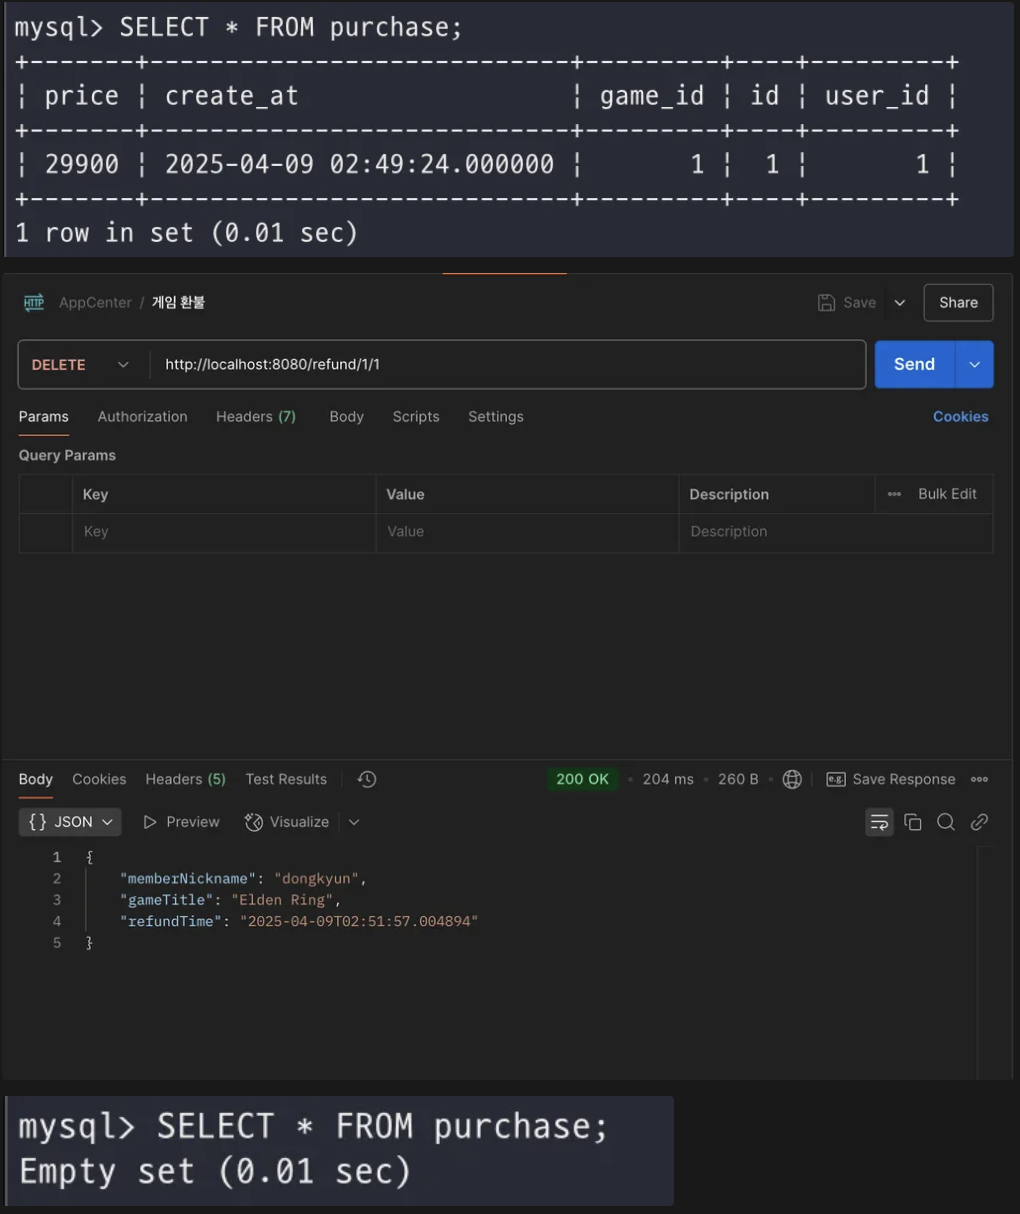 mysql> SELECT * FROM purchase;
+-------+----------------------------+---------+----+---------+
| price | create_at                  | game_id | id | user_id |
+-------+----------------------------+---------+----+---------+
| 29900 | 2025-04-09 02:49:24.000000 |       1 |  1 |       1 |
+-------+----------------------------+---------+----+---------+
1 row in set (0.01 sec)
HTTP AppCenter / 게임 환불 Save Share
DELETE http://localhost:8080/refund/1/1 Send
Params Authorization Headers (7) Body Scripts Settings Cookies
Query Params
Key Value Description ••• Bulk Edit
Key Value Description
Body Cookies Headers (5) Test Results 200 OK • 204 ms • 260 B • e.g. Save Response •••
{} JSON Preview Visualize
1 {
2 "memberNickname": "dongkyun",
3 "gameTitle": "Elden Ring",
4 "refundTime": "2025-04-09T02:51:57.004894"
5 }
mysql> SELECT * FROM purchase;
Empty set (0.01 sec)